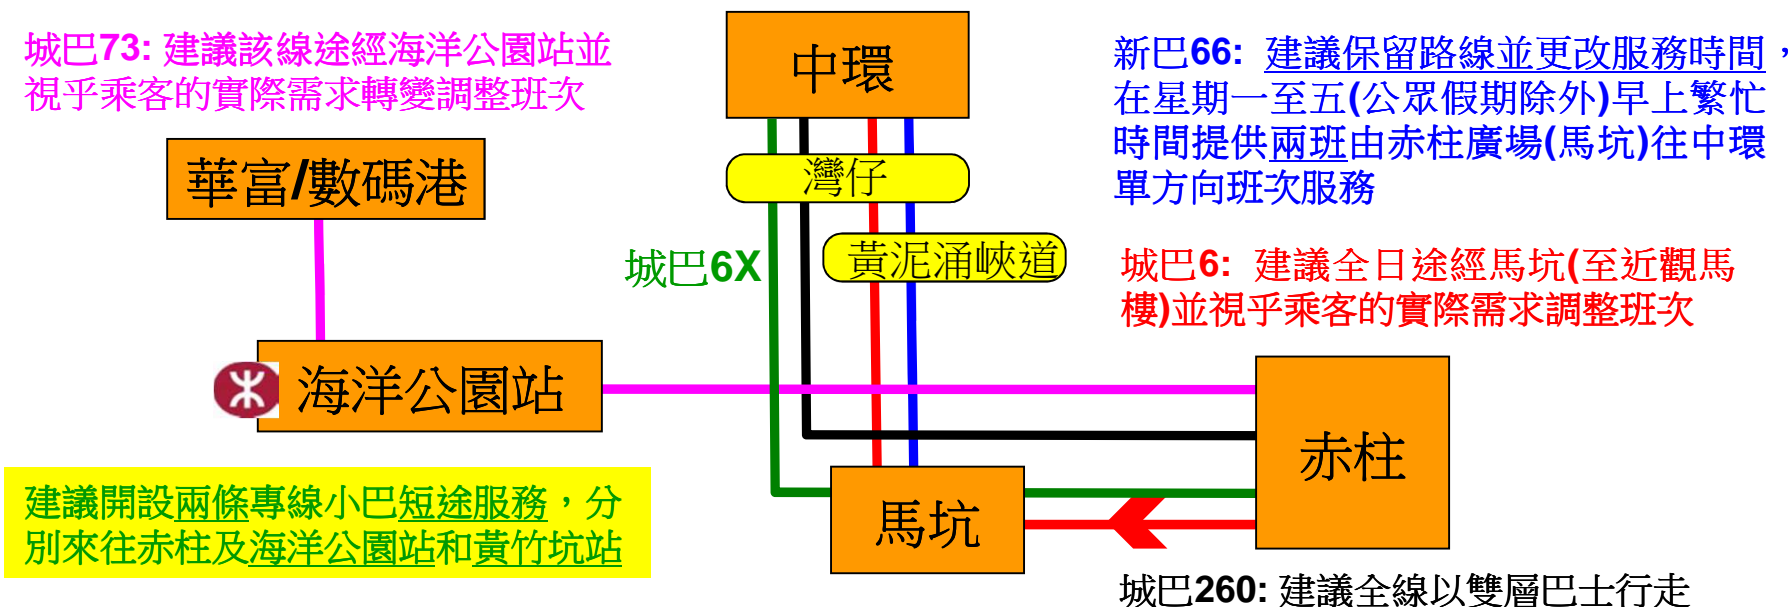 城巴73: 建議該線途經海洋公園站並
視乎乘客的實際需求轉變調整班次
中環
新巴66: 建議保留路線並更改服務時間，
在星期一至五(公眾假期除外)早上繁忙
時間提供兩班由赤柱廣場(馬坑)往中環
單方向班次服務
華富/數碼港
灣仔
城巴6X
黃泥涌峽道
城巴6: 建議全日途經馬坑(至近觀馬
樓)並視乎乘客的實際需求調整班次
海洋公園站
赤柱
建議開設兩條專線小巴短途服務，分
別來往赤柱及海洋公園站和黃竹坑站
馬坑
城巴260: 建議全線以雙層巴士行走